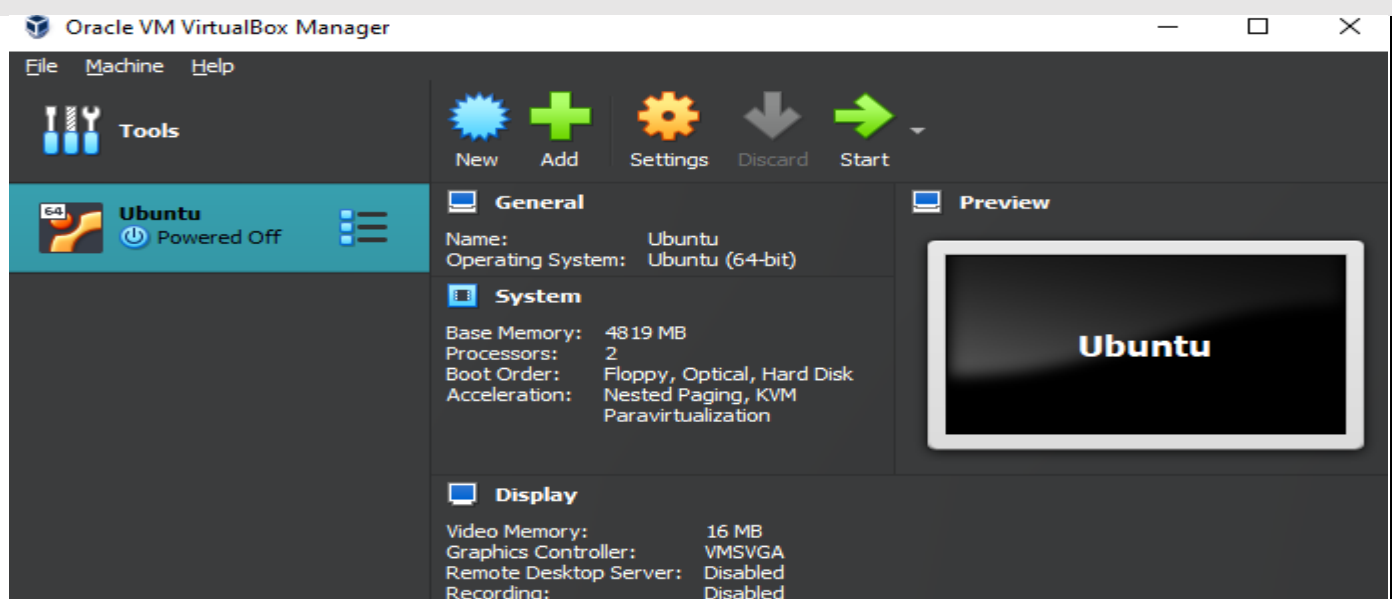 Oracle VM VirtualBox Manager
File Machine Help
Tools
New Add Settings Discard Start
64
Ubuntu
Powered Off
General
Name: Ubuntu
Operating System: Ubuntu (64-bit)
System
Base Memory: 4819 MB
Processors: 2
Boot Order: Floppy, Optical, Hard Disk
Acceleration: Nested Paging, KVM
Paravirtualization
Preview
Ubuntu
Display
Video Memory: 16 MB
Graphics Controller: VMSVGA
Remote Desktop Server: Disabled
Recording: Disabled